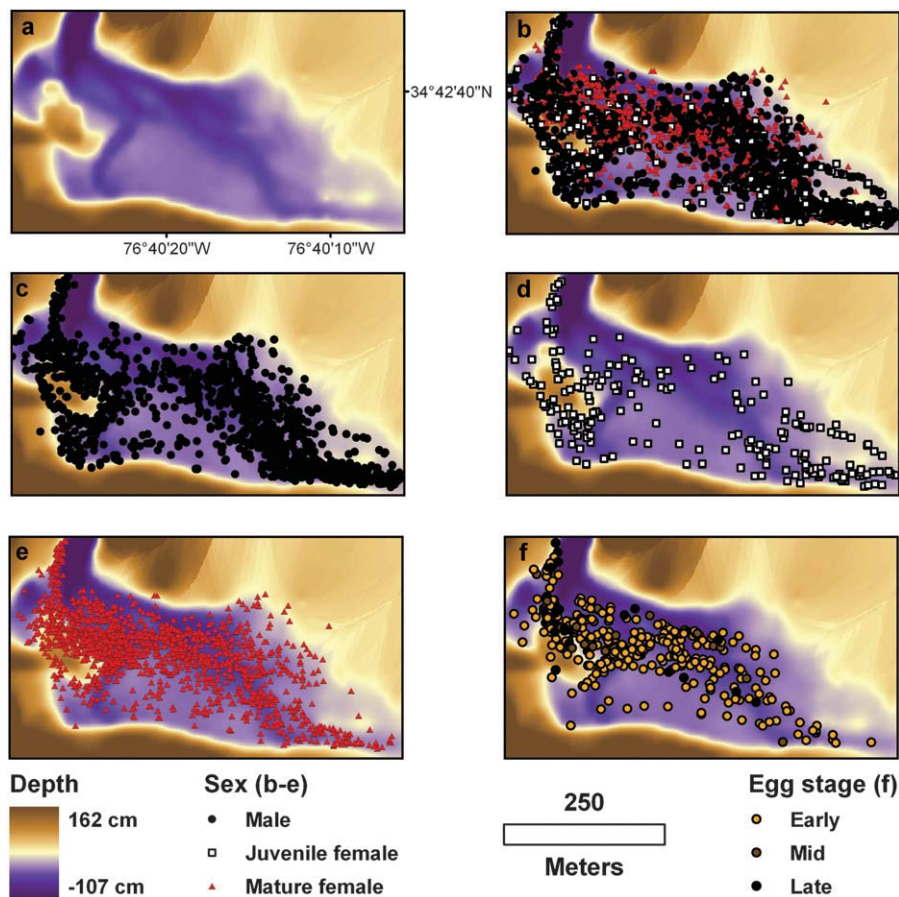 a
b
34°42'40"N
76°40'20"W 76°40'10"W
c
d
e
f
Depth
162 cm
-107 cm
Sex (b-e)
Male
Juvenile female
Mature female
250
Meters
Egg stage (f)
Early
Mid
Late